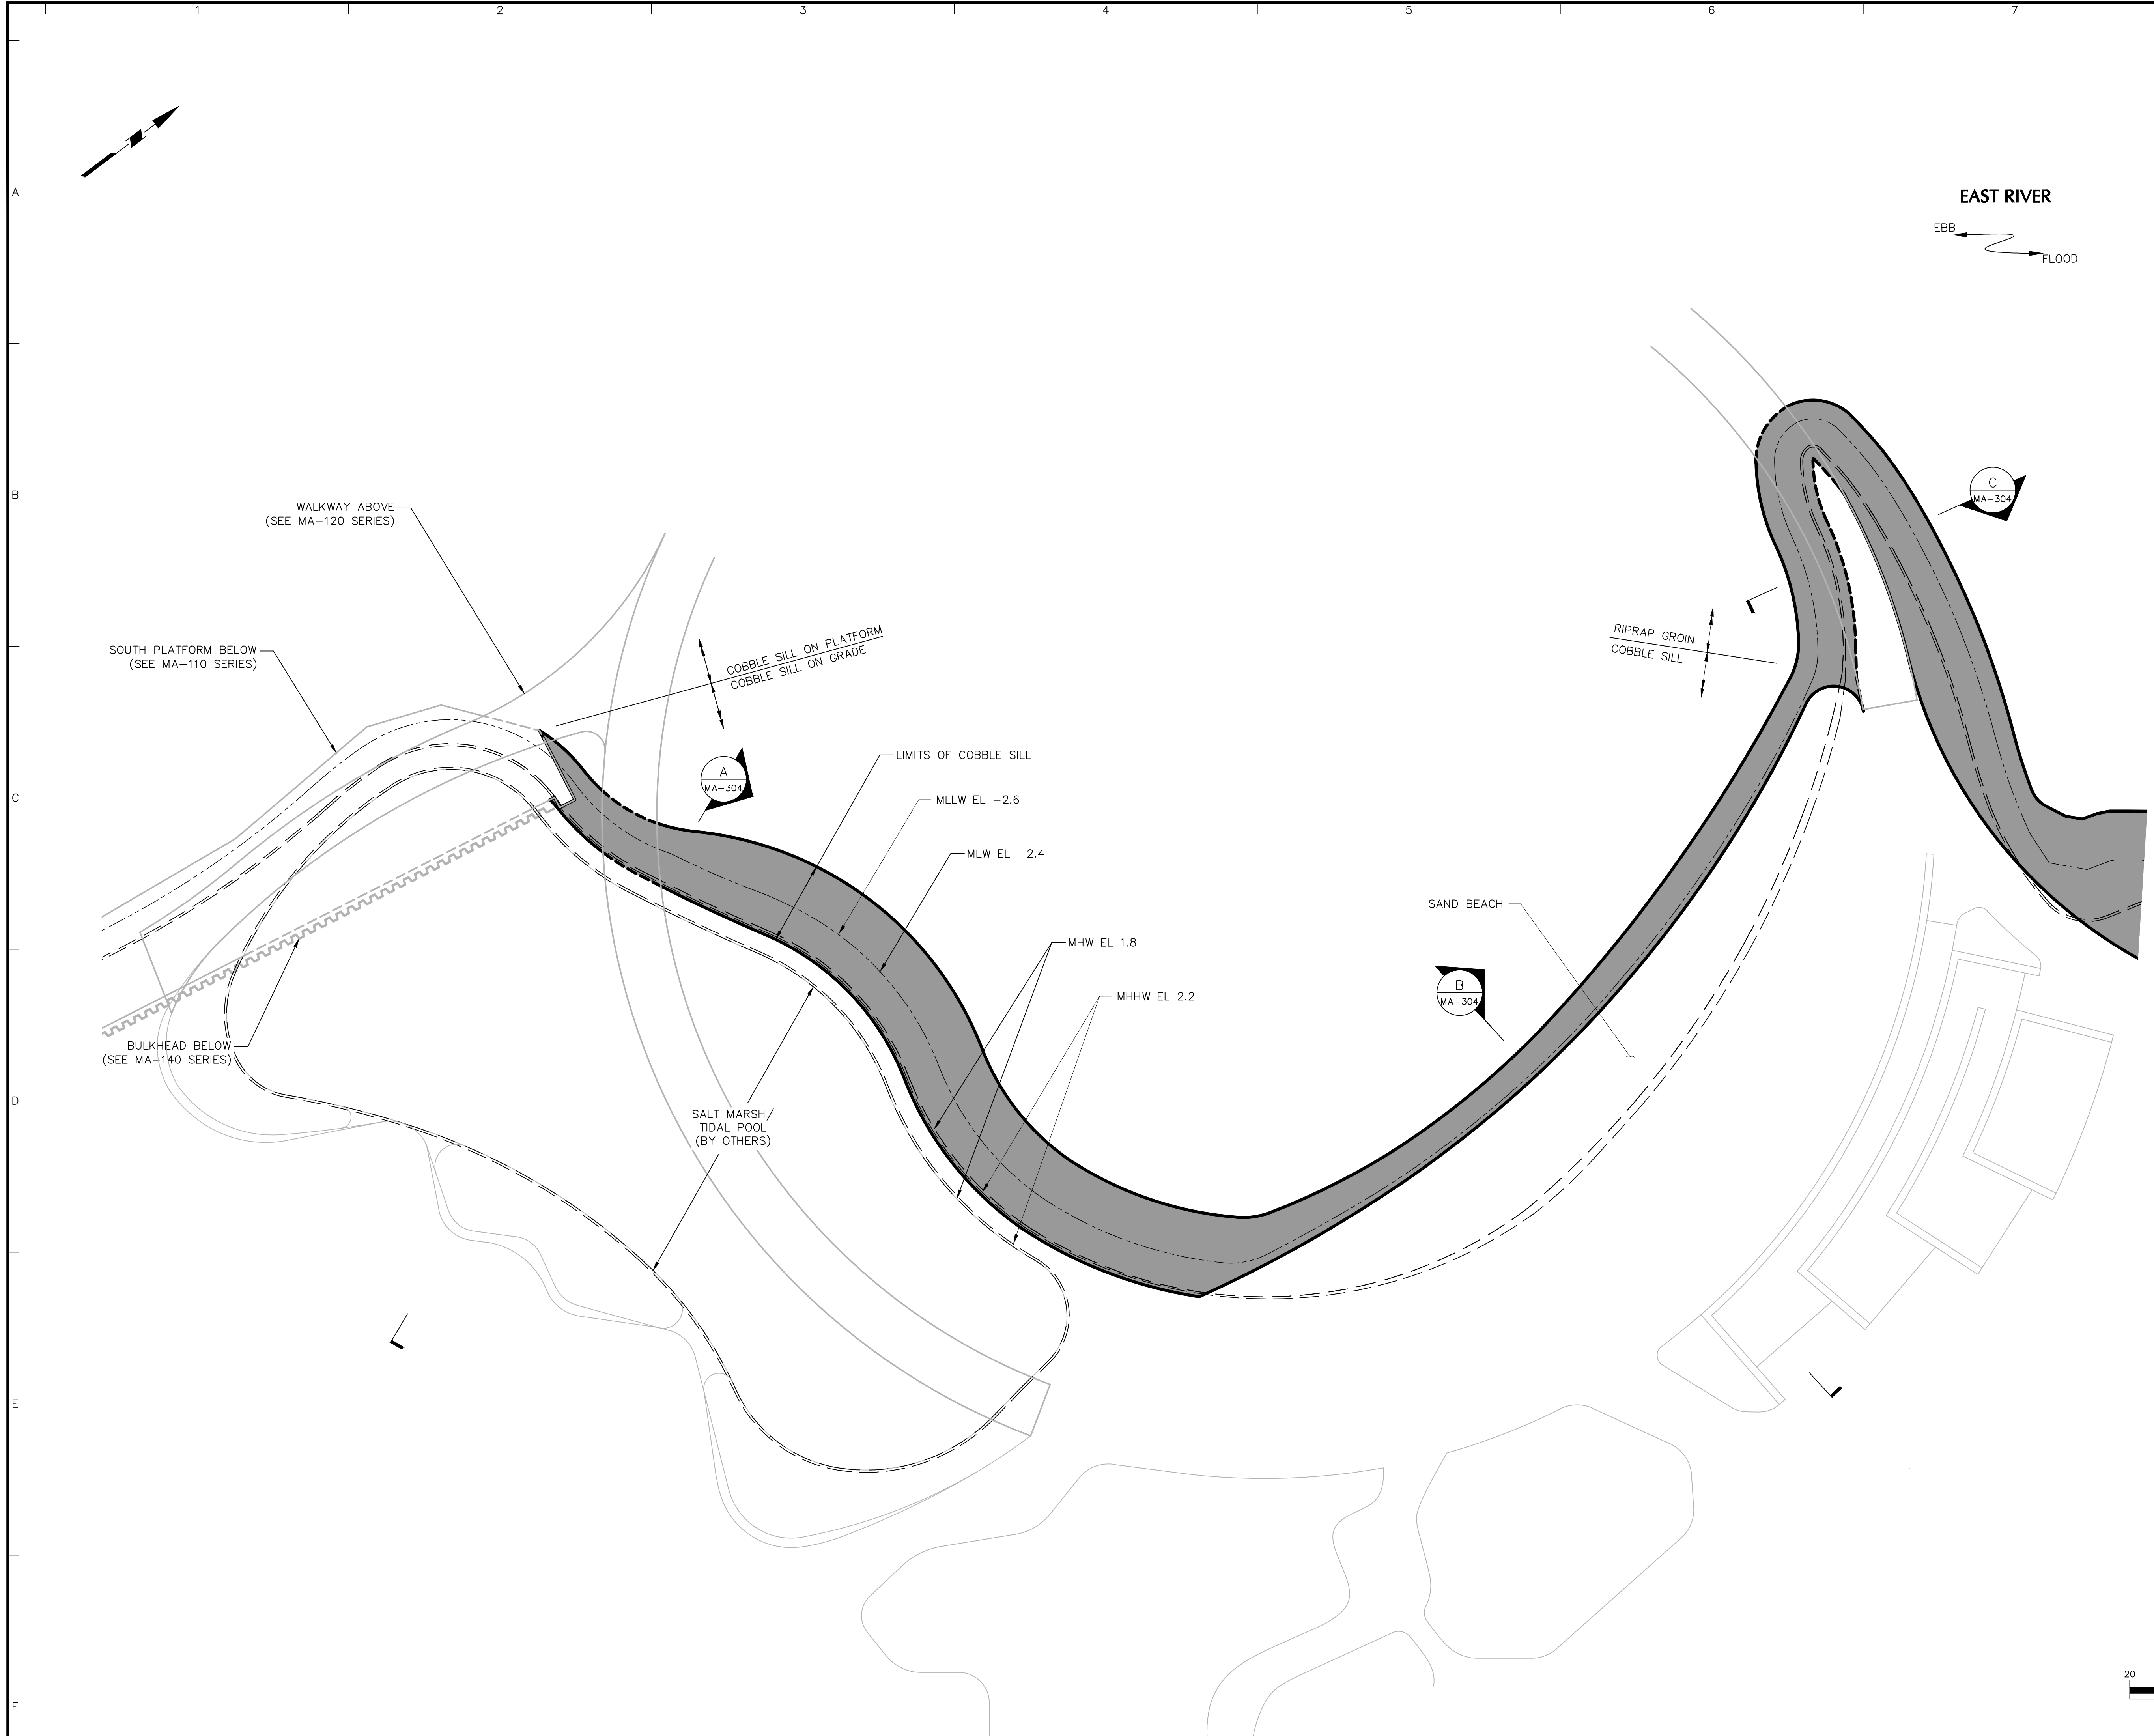 1 2 3 4 5 6 7
A
B
C
D
E
F
EAST RIVER
EBB
FLOOD
WALKWAY ABOVE
(SEE MA-120 SERIES)
C
MA-304
SOUTH PLATFORM BELOW
(SEE MA-110 SERIES)
COBBLE SILL ON PLATFORM
COBBLE SILL ON GRADE
RIPRAP GROIN
COBBLE SILL
A
MA-304
LIMITS OF COBBLE SILL
MLLW EL -2.6
MLW EL -2.4
SAND BEACH
MHW EL 1.8
MHHW EL 2.2
B
MA-304
BULKHEAD BELOW
(SEE MA-140 SERIES)
SALT MARSH/
TIDAL POOL
(BY OTHERS)
20